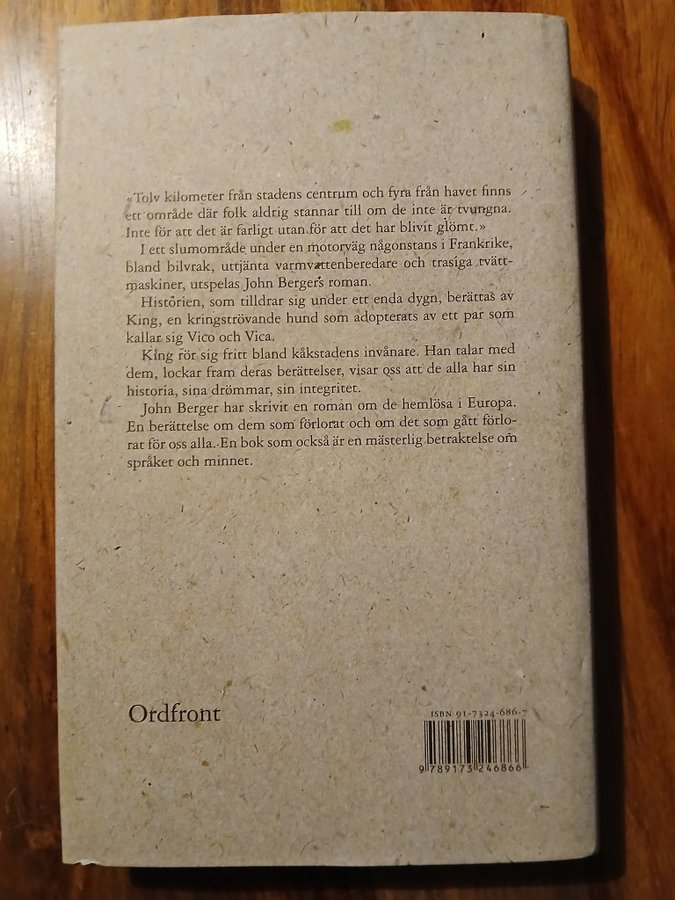 «Tolv kilometer från stadens centrum och fyra från havet finns
ett område där folk aldrig stannar till om de inte är tvungna.
Inte för att det är farligt utan för att det har blivit glömt.»
I ett slumområde under en motorväg någonstans i Frankrike,
bland bilvrak, uttjänta varmvattenberedare och trasiga tvätt-
maskiner, utspelas John Bergers roman.
Historien, som tilldrar sig under ett enda dygn, berättas av
King, en kringströvande hund som adopterats av ett par som
kallar sig Vico och Vica.
King rör sig fritt bland kåkstadens invånare. Han talar med
dem, lockar fram deras berättelser, visar oss att de alla har sin
historia, sina drömmar, sin integritet.
John Berger har skrivit en roman om de hemlösa i Europa.
En berättelse om dem som förlorat och om det som gått förlo-
rat för oss alla. En bok som också är en mästerlig betraktelse om
språket och minnet.
Ordfront
ISBN 91-7324-686-7
9 789173 246866